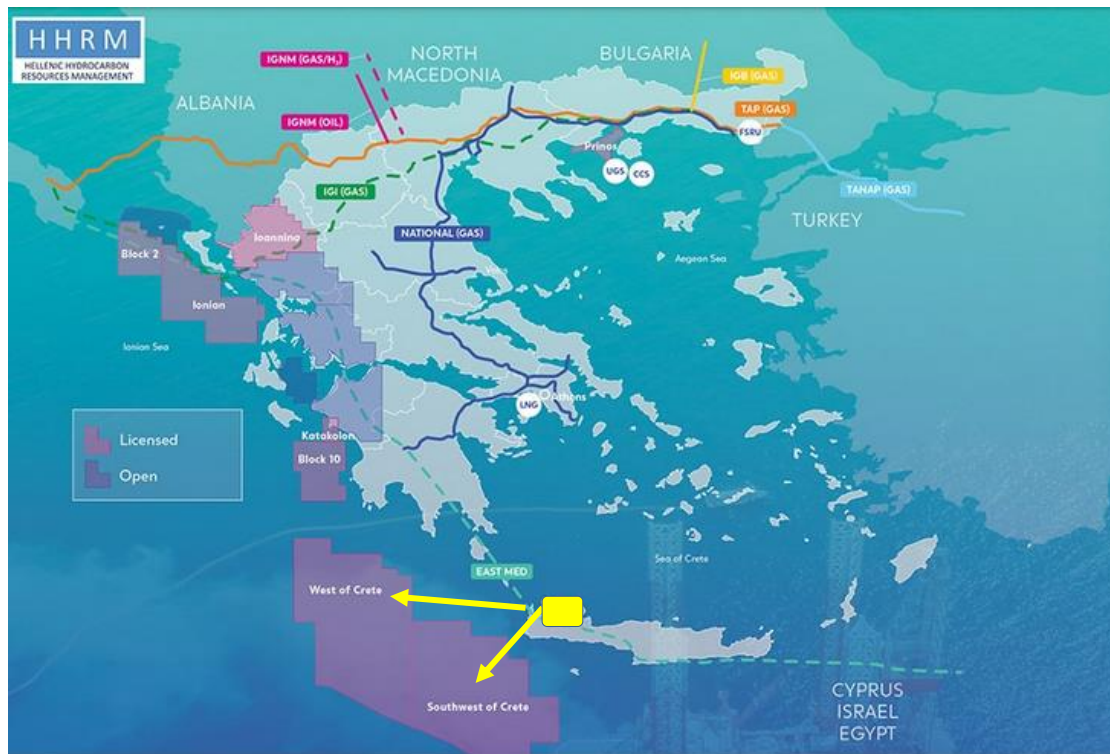 HHRM
HELLENIC HYDROCARBON
RESOURCES MANAGEMENT
IGNM (GAS/H₂)
NORTH
MACEDONIA
BULGARIA
IGB (GAS)
ALBANIA
TAP (GAS)
IGNM (OIL)
FSRU
Prinos
UGS
CCS
IGI (GAS)
TANAP (GAS)
TURKEY
NATIONAL (GAS)
Ioannina
Block 2
Aegean Sea
Ionian
Ionian Sea
LNG
Athens
Licensed
Open
Katakolon
Block 10
Sea of Crete
EAST MED
West of Crete
Southwest of Crete
CYPRUS
ISRAEL
EGYPT